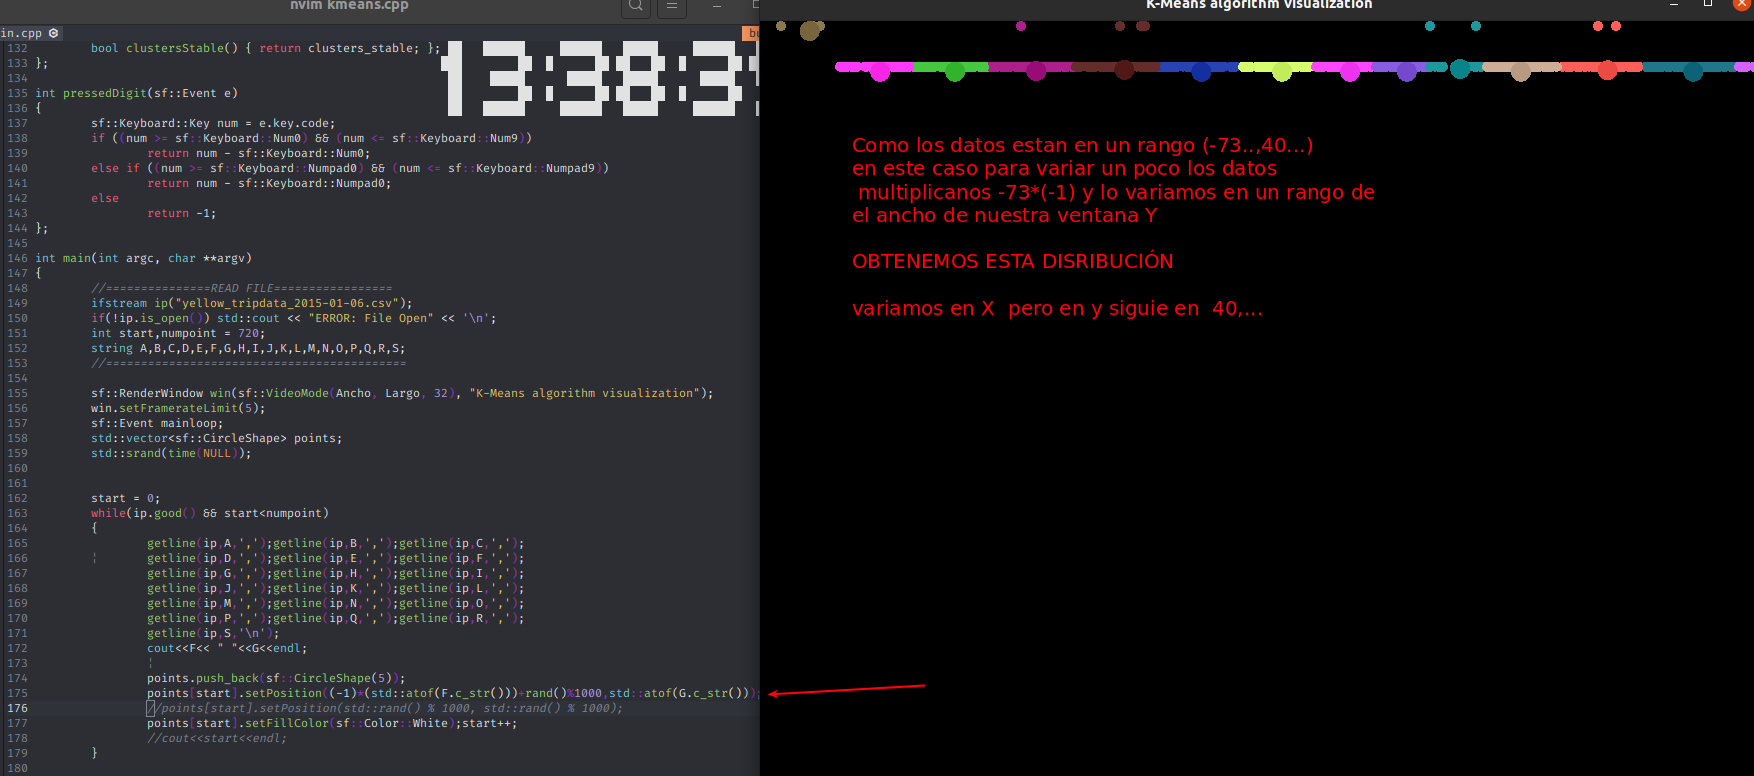 nvim kmeans.cpp
in.cpp
132 bool clustersStable() { return clusters_stable; };
133 };
134
135 int pressedDigit(sf::Event e)
136 {
137 sf::Keyboard::Key num = e.key.code;
138 if ((num >= sf::Keyboard::Num0) && (num <= sf::Keyboard::Num9))
139 return num - sf::Keyboard::Num0;
140 else if ((num >= sf::Keyboard::Numpad0) && (num <= sf::Keyboard::Numpad9))
141 return num - sf::Keyboard::Numpad0;
142 else
143 return -1;
144 };
145
146 int main(int argc, char **argv)
147 {
148 //===============READ FILE=================
149 ifstream ip("yellow_tripdata_2015-01-06.csv");
150 if(!ip.is_open()) std::cout << "ERROR: File Open" << '\n';
151 int start,numpoint = 720;
152 string A,B,C,D,E,F,G,H,I,J,K,L,M,N,O,P,Q,R,S;
153 //===========================================
154
155 sf::RenderWindow win(sf::VideoMode(Ancho, Largo, 32), "K-Means algorithm visualization");
156 win.setFramerateLimit(5);
157 sf::Event mainloop;
158 std::vector<sf::CircleShape> points;
159 std::srand(time(NULL));
160
161
162 start = 0;
163 while(ip.good() && start<numpoint)
164 {
165 getline(ip,A,',');getline(ip,B,',');getline(ip,C,',');
166 getline(ip,D,',');getline(ip,E,',');getline(ip,F,',');
167 getline(ip,G,',');getline(ip,H,',');getline(ip,I,',');
168 getline(ip,J,',');getline(ip,K,',');getline(ip,L,',');
169 getline(ip,M,',');getline(ip,N,',');getline(ip,O,',');
170 getline(ip,P,',');getline(ip,Q,',');getline(ip,R,',');
171 getline(ip,S,'\n');
172 cout<<F<< " "<<G<<endl;
173
174 points.push_back(sf::CircleShape(5));
175 points[start].setPosition((-1)*(std::atof(F.c_str()))+rand()%1000,std::atof(G.c_str()));
176 //points[start].setPosition(std::rand() % 1000, std::rand() % 1000);
177 points[start].setFillColor(sf::Color::White);start++;
178 //cout<<start<<endl;
179 }
180
13:38:3
K-Means algorithm visualization
Como los datos estan en un rango (-73..,40...)
en este caso para variar un poco los datos
multiplicanos -73*(-1) y lo variamos en un rango de
el ancho de nuestra ventana Y
OBTENEMOS ESTA DISRIBUCIÓN
variamos en X pero en y siguie en 40,...